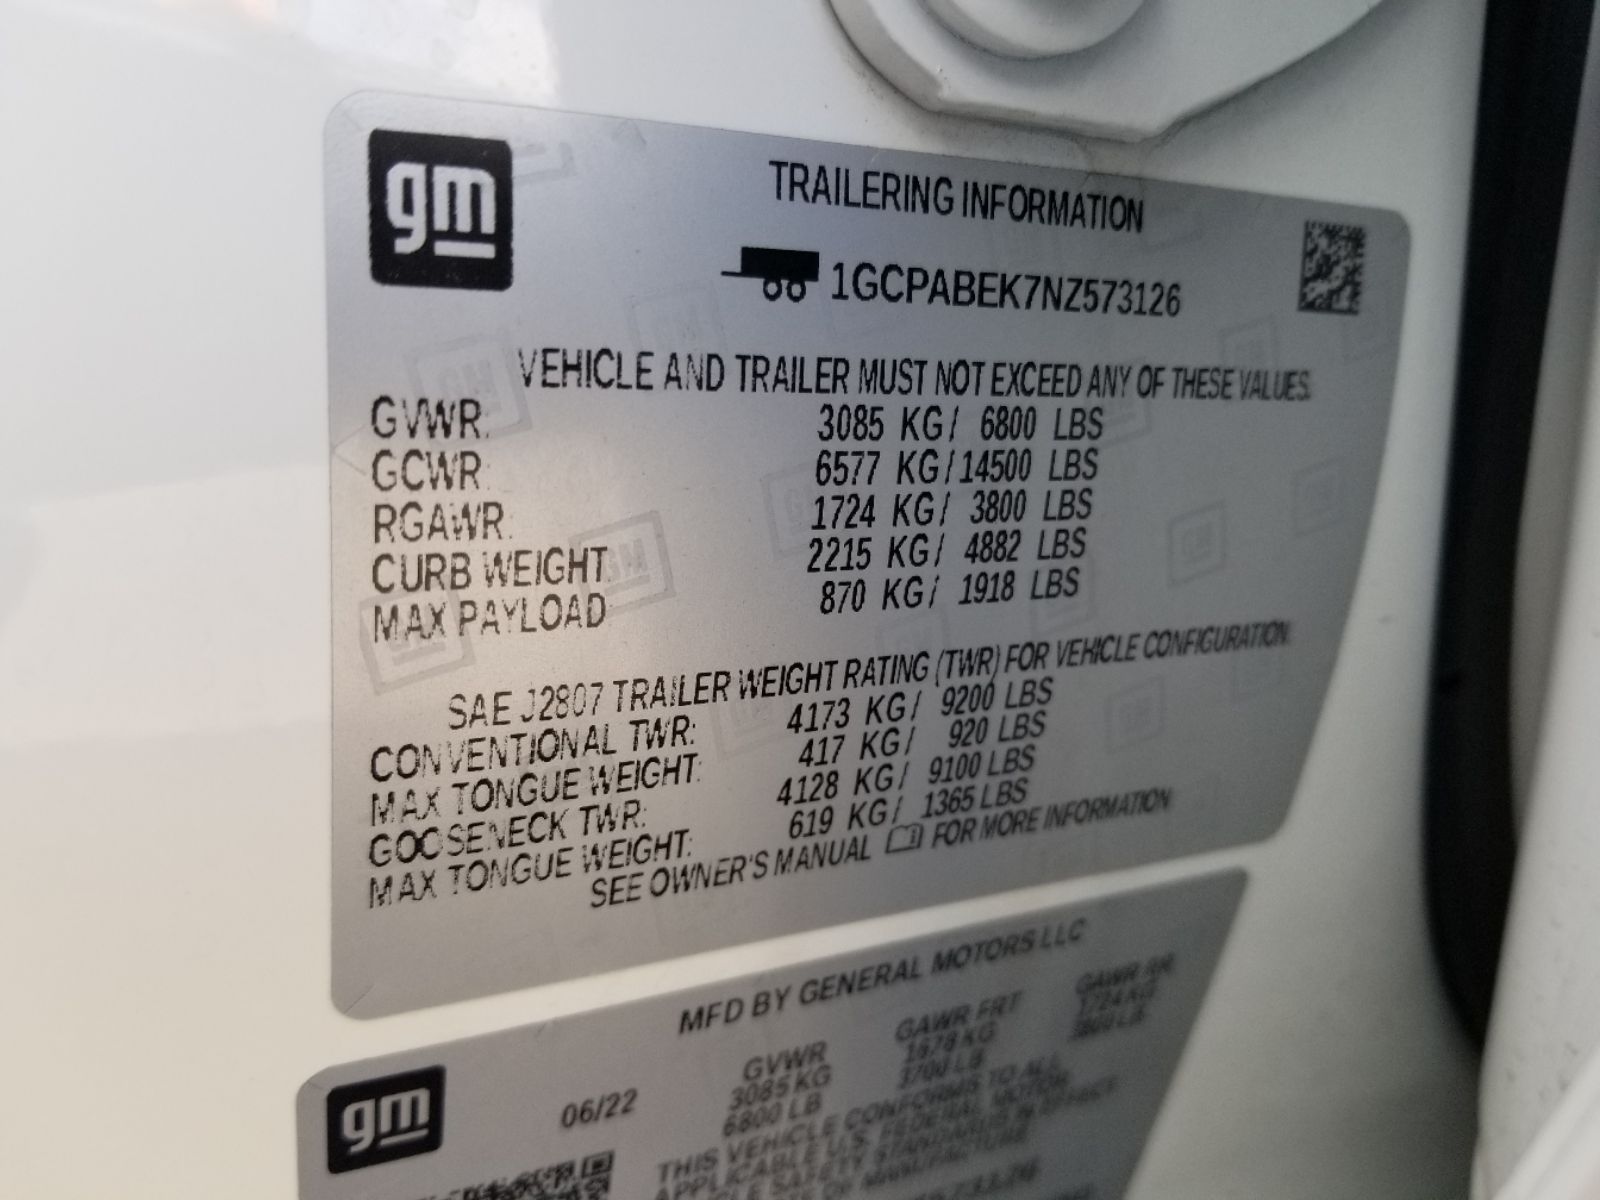 gm
TRAILERING INFORMATION
1GCPABEK7NZ573126
VEHICLE AND TRAILER MUST NOT EXCEED ANY OF THESE VALUES.
GVWR: 3085 KG/ 6800 LBS
GCWR: 6577 KG/14500 LBS
RGAWR: 1724 KG/ 3800 LBS
CURB WEIGHT 2215 KG/ 4882 LBS
MAX PAYLOAD 870 KG/ 1918 LBS
SAE J2807 TRAILER WEIGHT RATING (TWR) FOR VEHICLE CONFIGURATION.
CONVENTIONAL TWR: 4173 KG/ 9200 LBS
MAX TONGUE WEIGHT: 417 KG/ 920 LBS
GOOSENECK TWR: 4128 KG/ 9100 LBS
MAX TONGUE WEIGHT: 619 KG/ 1365 LBS
SEE OWNER'S MANUAL FOR MORE INFORMATION
gm
MFD BY GENERAL MOTORS LLC
06/22 GVWR GAWR FRT GAWR RR
3085 KG 1678 KG 1724 KG
6800 LB 3700 LB 3800 LB
THIS VEHICLE CONFORMS TO ALL
APPLICABLE U.S. FEDERAL MOTOR
SAFETY STANDARDS IN EFFECT
OF MANUFACTURE